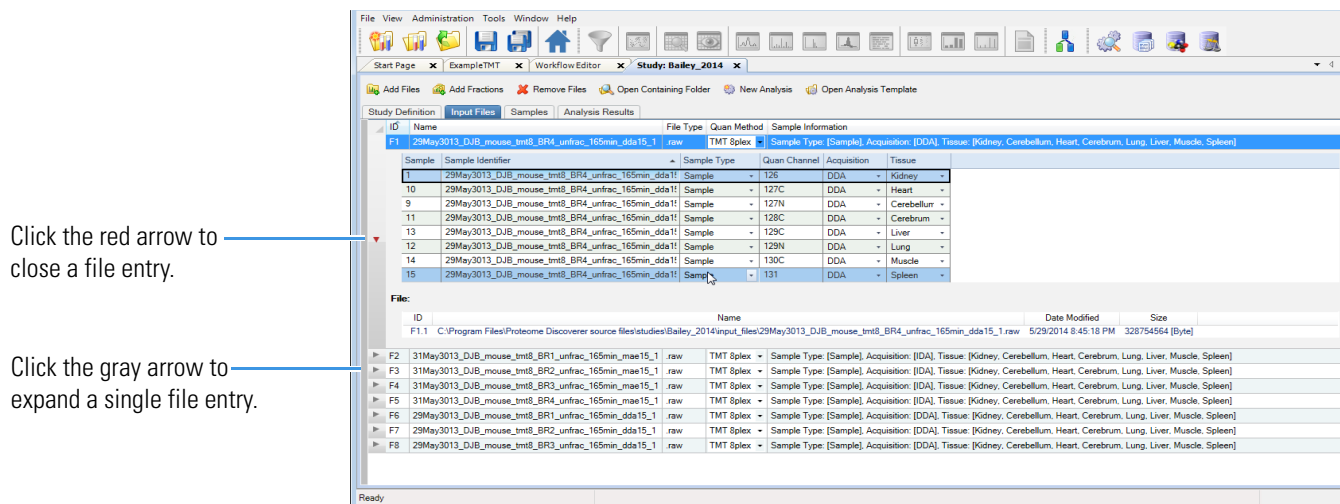 File View Administration Tools Window Help
Start Page ExampleTMT Workflow Editor Study: Bailey_2014
Add Files Add Fractions Remove Files Open Containing Folder New Analysis Open Analysis Template
Study Definition Input Files Samples Analysis Results
ID Name File Type Quan Method Sample Information
F1 29May3013_DJB_mouse_tmt8_BR4_unfrac_165min_dda15_1 .raw TMT 8plex Sample Type: [Sample], Acquisition: [DDA], Tissue: [Kidney, Cerebellum, Heart, Cerebrum, Lung, Liver, Muscle, Spleen]
Sample Sample Identifier Sample Type Quan Channel Acquisition Tissue
1 29May3013_DJB_mouse_tmt8_BR4_unfrac_165min_dda1 Sample 126 DDA Kidney
10 29May3013_DJB_mouse_tmt8_BR4_unfrac_165min_dda1 Sample 127C DDA Heart
9 29May3013_DJB_mouse_tmt8_BR4_unfrac_165min_dda1 Sample 127N DDA Cerebellum
11 29May3013_DJB_mouse_tmt8_BR4_unfrac_165min_dda1 Sample 128C DDA Cerebrum
13 29May3013_DJB_mouse_tmt8_BR4_unfrac_165min_dda1 Sample 129C DDA Liver
12 29May3013_DJB_mouse_tmt8_BR4_unfrac_165min_dda1 Sample 129N DDA Lung
14 29May3013_DJB_mouse_tmt8_BR4_unfrac_165min_dda1 Sample 130C DDA Muscle
15 29May3013_DJB_mouse_tmt8_BR4_unfrac_165min_dda1 Sample 131 DDA Spleen
Click the red arrow to
close a file entry.
File:
ID Name Date Modified Size
F1.1 C:\Program Files\Proteome Discoverer source files\studies\Bailey_2014\input_files\29May3013_DJB_mouse_tmt8_BR4_unfrac_165min_dda15_1.raw 5/29/2014 8:45:18 PM 328754564 [Byte]
Click the gray arrow to
expand a single file entry.
F2 31May3013_DJB_mouse_tmt8_BR1_unfrac_165min_mae15_1 .raw TMT 8plex Sample Type: [Sample], Acquisition: [IDA], Tissue: [Kidney, Cerebellum, Heart, Cerebrum, Lung, Liver, Muscle, Spleen]
F3 31May3013_DJB_mouse_tmt8_BR2_unfrac_165min_mae15_1 .raw TMT 8plex Sample Type: [Sample], Acquisition: [IDA], Tissue: [Kidney, Cerebellum, Heart, Cerebrum, Lung, Liver, Muscle, Spleen]
F4 31May3013_DJB_mouse_tmt8_BR3_unfrac_165min_mae15_1 .raw TMT 8plex Sample Type: [Sample], Acquisition: [IDA], Tissue: [Kidney, Cerebellum, Heart, Cerebrum, Lung, Liver, Muscle, Spleen]
F5 31May3013_DJB_mouse_tmt8_BR4_unfrac_165min_mae15_1 .raw TMT 8plex Sample Type: [Sample], Acquisition: [IDA], Tissue: [Kidney, Cerebellum, Heart, Cerebrum, Lung, Liver, Muscle, Spleen]
F6 29May3013_DJB_mouse_tmt8_BR1_unfrac_165min_dda15_1 .raw TMT 8plex Sample Type: [Sample], Acquisition: [DDA], Tissue: [Kidney, Cerebellum, Heart, Cerebrum, Lung, Liver, Muscle, Spleen]
F7 29May3013_DJB_mouse_tmt8_BR2_unfrac_165min_dda15_1 .raw TMT 8plex Sample Type: [Sample], Acquisition: [DDA], Tissue: [Kidney, Cerebellum, Heart, Cerebrum, Lung, Liver, Muscle, Spleen]
F8 29May3013_DJB_mouse_tmt8_BR3_unfrac_165min_dda15_1 .raw TMT 8plex Sample Type: [Sample], Acquisition: [DDA], Tissue: [Kidney, Cerebellum, Heart, Cerebrum, Lung, Liver, Muscle, Spleen]
Ready